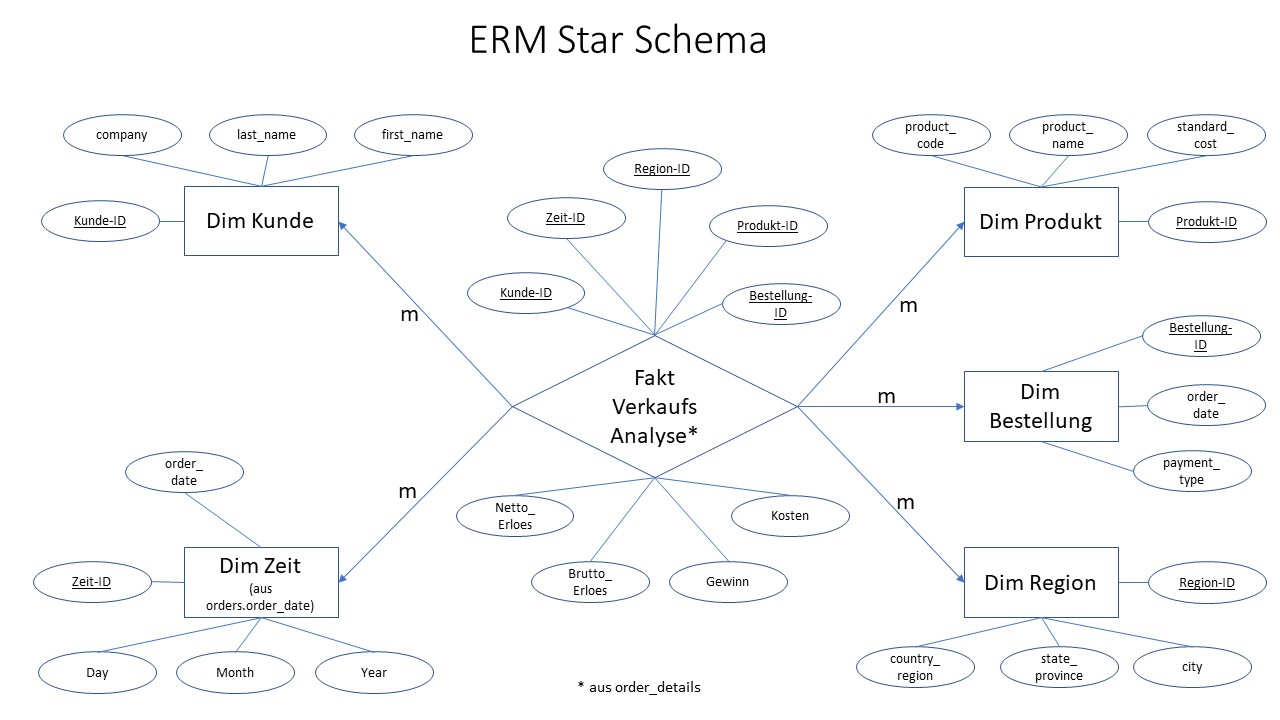 ERM Star Schema
company
last_name
first_name
Kunde-ID
Dim Kunde
Region-ID
Zeit-ID
Produkt-ID
Kunde-ID
Bestellung-
ID
product_
code
product_
name
standard_
cost
Dim Produkt
Produkt-ID
m
m
Fakt
Verkaufs
Analyse*
m
Dim
Bestellung
Bestellung-
ID
order_
date
payment_
type
order_
date
m
m
Dim Zeit
(aus
orders.order_date)
Zeit-ID
Day
Month
Year
Netto_
Erloes
Brutto_
Erloes
Gewinn
Kosten
Dim Region
Region-ID
country_
region
state_
province
city
* aus order_details